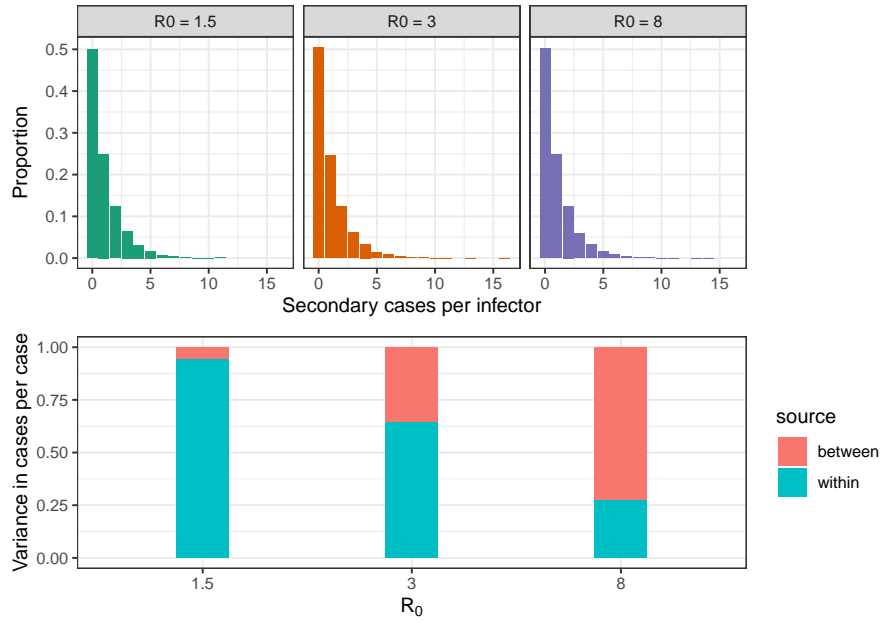 R0 = 1.5 R0 = 3 R0 = 8
Proportion
0.5
0.4
0.3
0.2
0.1
0.0
0 5 10 15 0 5 10 15 0 5 10 15
Secondary cases per infector
Variance in cases per case
1.00
0.75
0.50
0.25
0.00
1.5 3 8
R0
source
between
within